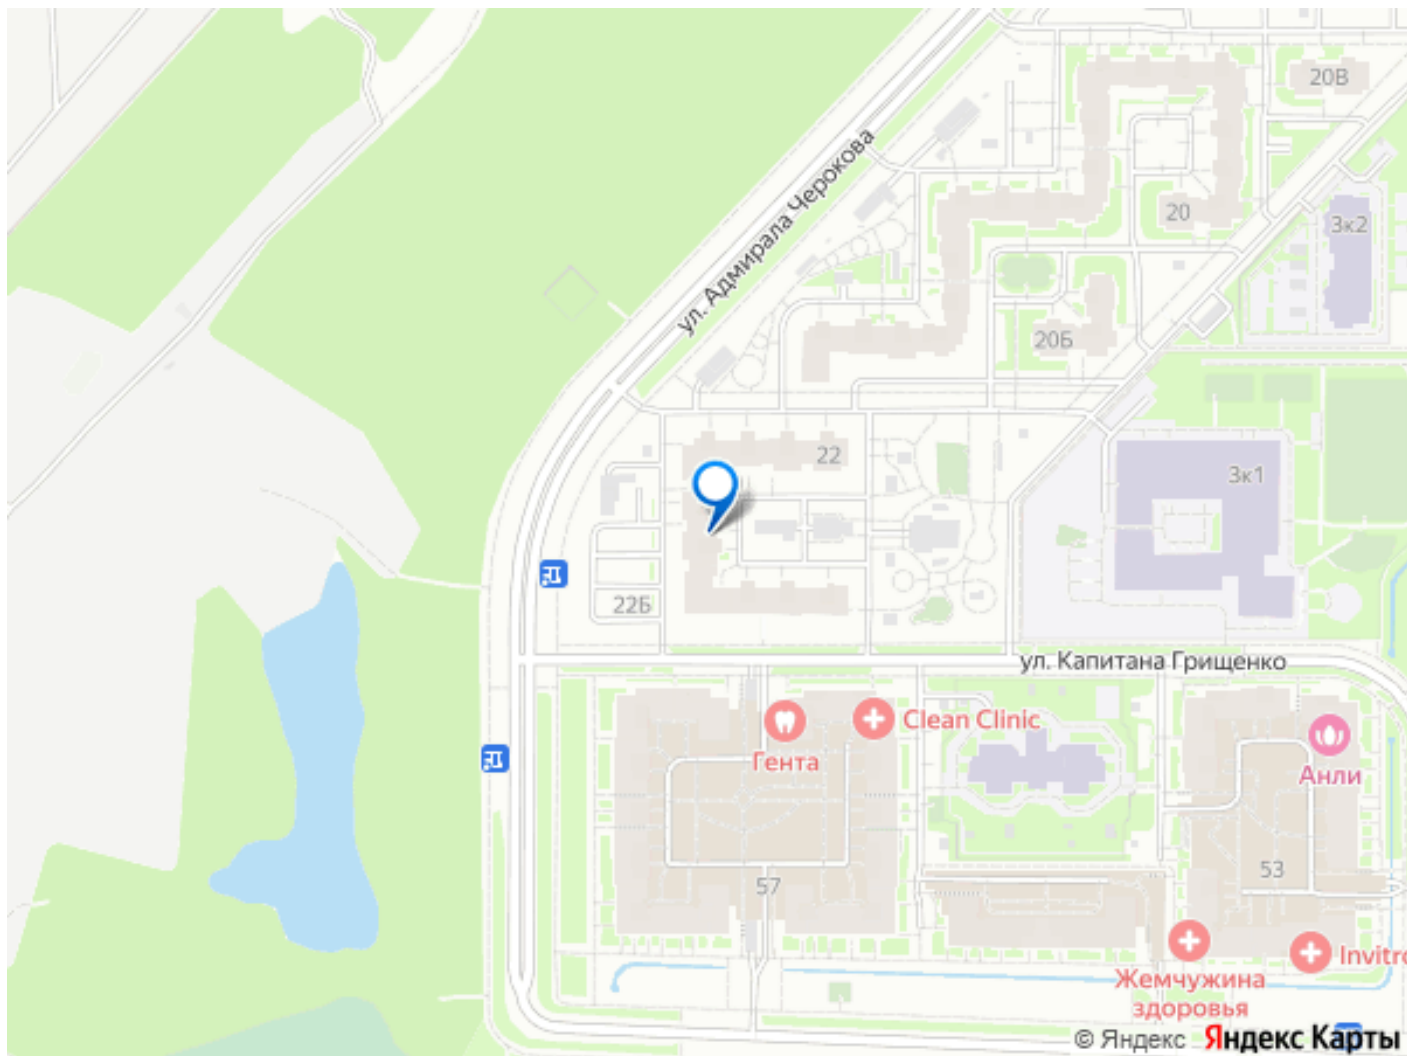 20В
ул. Адмирала Черокова
20
3к2
20Б
22
3к1
22Б
ул. Капитана Грищенко
Clean Clinic
Гента
Анли
53
57
Invitro
Жемчужина
здоровья
© Яндекс Яндекс Карты